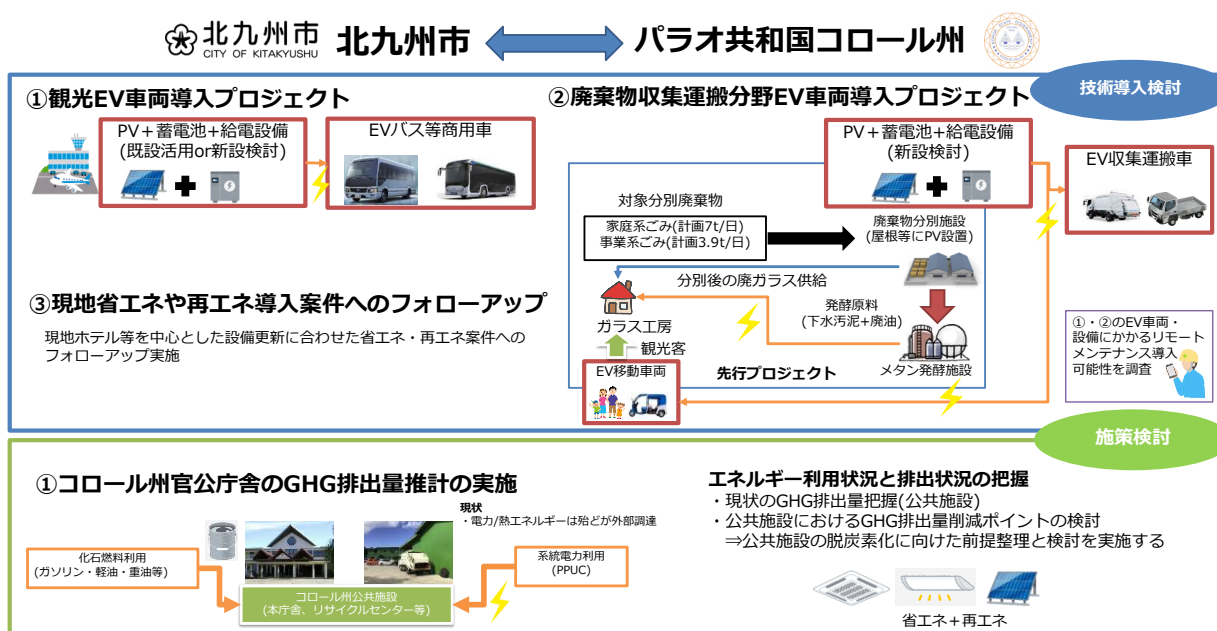 北九州市
CITY OF KITAKYUSHU
北九州市
パラオ共和国コロール州
技術導入検討
①観光EV車両導入プロジェクト
PV＋蓄電池＋給電設備
(既設活用or新設検討)
EVバス等商用車
②廃棄物収集運搬分野EV車両導入プロジェクト
PV＋蓄電池＋給電設備
(新設検討)
EV収集運搬車
対象分別廃棄物
家庭系ごみ(計画7t/日)
事業系ごみ(計画3.9t/日)
廃棄物分別施設
(屋根等にPV設置)
分別後の廃ガラス供給
ガラス工房
発酵原料
(下水汚泥+廃油)
観光客
EV移動車両
先行プロジェクト
メタン発酵施設
①・②のEV車両・
設備にかかるリモート
メンテナンス導入
可能性を調査
③現地省エネや再エネ導入案件へのフォローアップ
現地ホテル等を中心とした設備更新に合わせた省エネ・再エネ案件への
フォローアップ実施
施策検討
①コロール州官公庁舎のGHG排出量推計の実施
現状
・電力/熱エネルギーは殆どが外部調達
化石燃料利用
(ガソリン・軽油・重油等)
系統電力利用
(PPUC)
コロール州公共施設
(本庁舎、リサイクルセンター等)
エネルギー利用状況と排出状況の把握
・現状のGHG排出量把握(公共施設)
・公共施設におけるGHG排出量削減ポイントの検討
⇒公共施設の脱炭素化に向けた前提整理と検討を実施する
省エネ＋再エネ